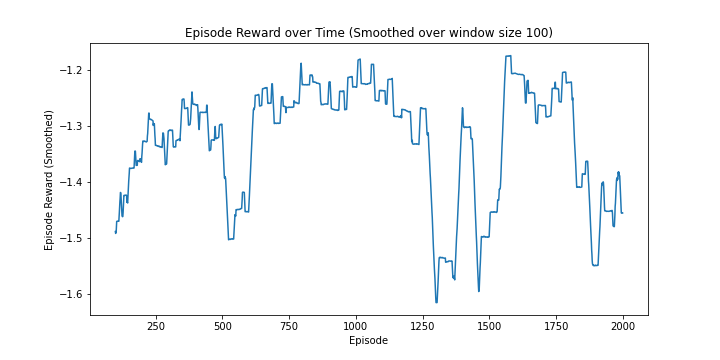 Episode Reward over Time (Smoothed over window size 100)
Episode Reward (Smoothed)
−1.2
−1.3
−1.4
−1.5
−1.6
250 500 750 1000 1250 1500 1750 2000
Episode